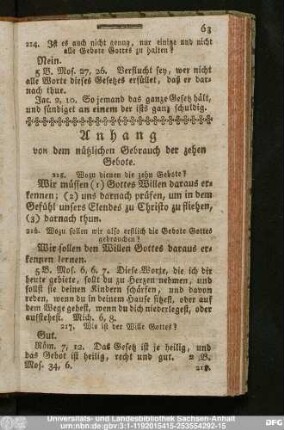 63
214. Ist es auch nicht genug, nur einige und nicht
alle Gebote Gottes zu halten?
Nein.
5 B. Mos. 27, 26. Verflucht sey, wer nicht
alle Worte dieses Gesetzes erfüllet, daß er dar-
nach thue.
Jac. 2, 10. So jemand das ganze Gesetz hält,
und sündiget an einem der ists ganz schuldig.
Anhang
von dem nützlichen Gebrauch der zehen
Gebote.
215. Wozu dienen die zehn Gebote?
Wir müssen (1) Gottes Willen daraus er-
kennen; (2) uns darnach prüfen, um in dem
Gefühl unsers Elendes zu Christo zu fliehen,
(3) darnach thun.
216. Wozu sollen wir also erstlich die Gebote Gottes
gebrauchen?
Wir sollen den Willen Gottes daraus er-
kennen lernen.
5 B. Mos. 6, 6. 7. Diese Worte, die ich dir
heute gebiete, sollt du zu Herzen nehmen, und
sollst sie deinen Kindern schärfen, und davon
reden, wenn du in deinem Hause sitzest, oder auf
dem Wege gehest, wenn du dich niederlegest, oder
aufstehest. Mich. 6, 8.
217. Wie ist der Wille Gottes?
Gut.
Röm. 7, 12. Das Gesetz ist je heilig, und
das Gebot ist heilig, recht und gut. 2 B.
Mos. 34, 6.
218.
Universitäts- und Landesbibliothek Sachsen-Anhalt
urn:nbn:de:gbv:3:1-1192015415-253554292-15
DFG